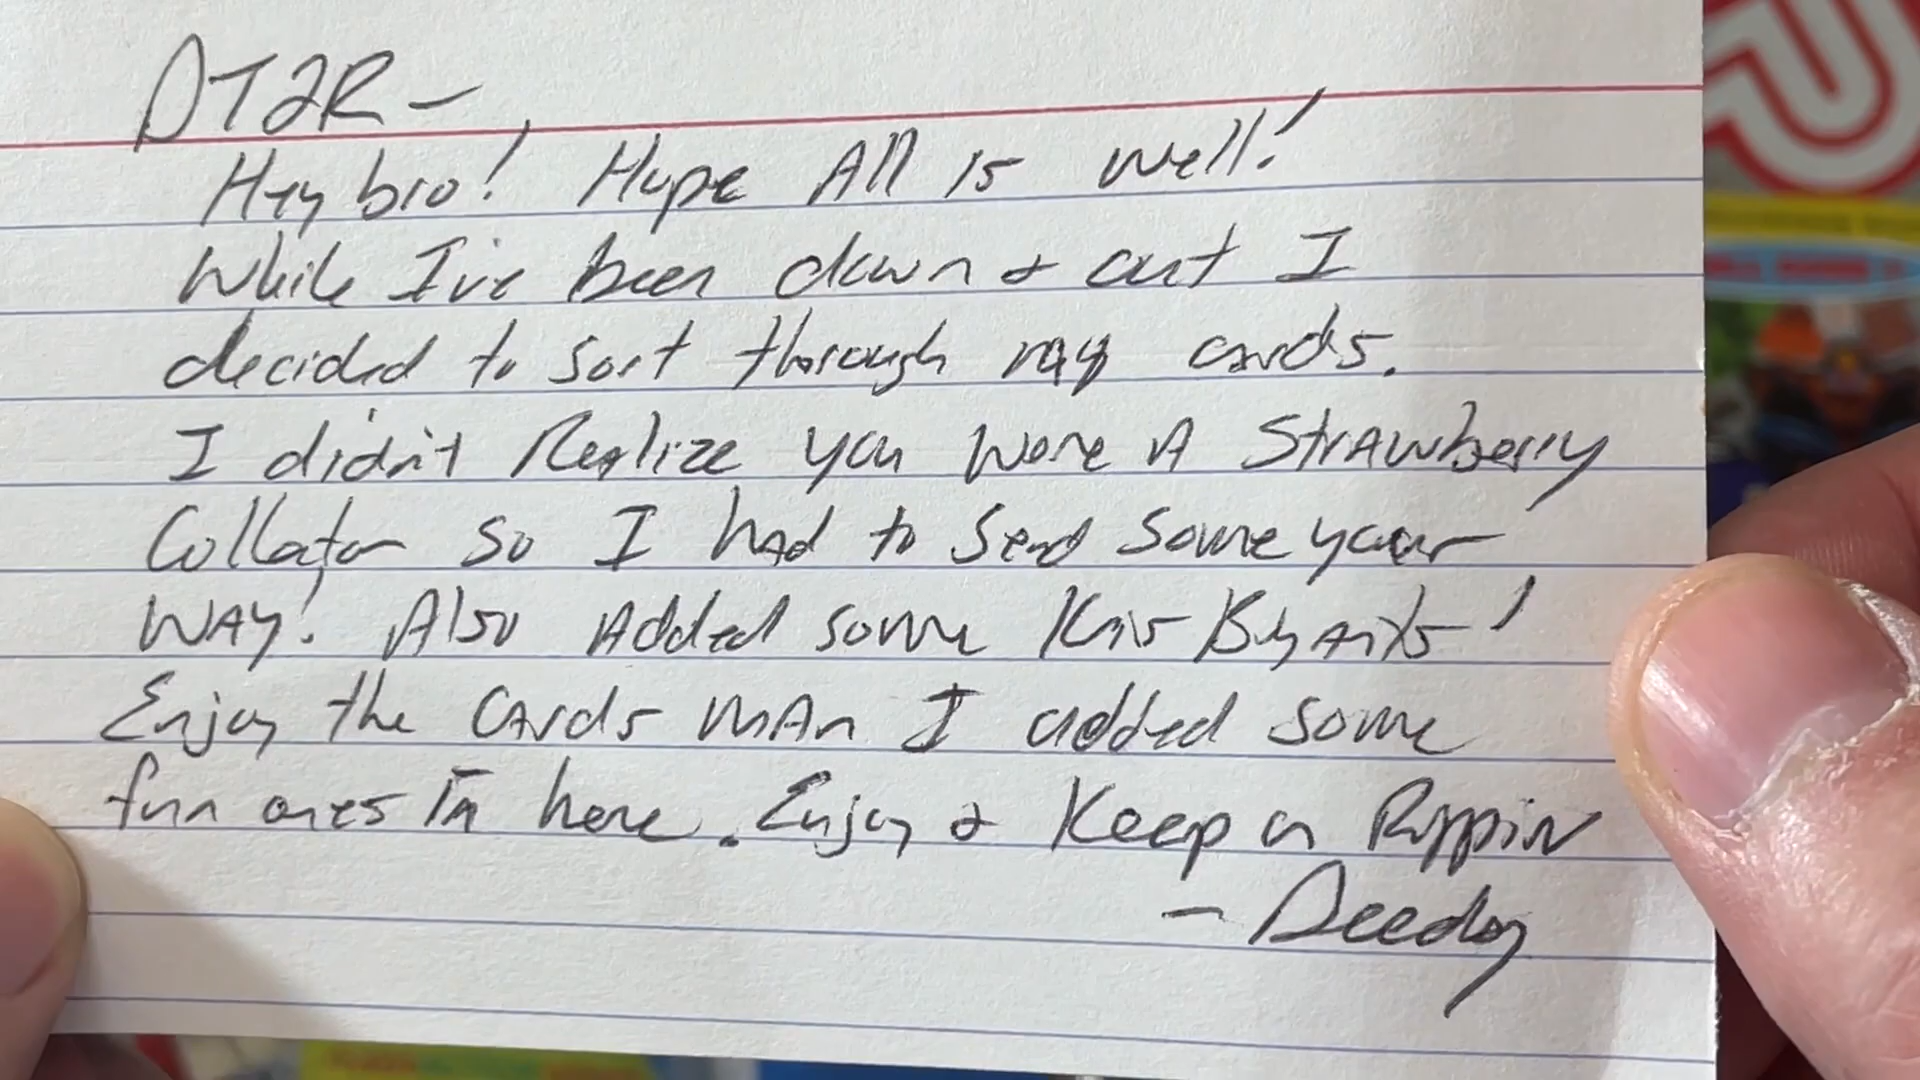 DT2R-
Hey bro! Hope All is well!
While I've been down & out I
decided to sort through my cards.
I didn't Realize you were A Strawberry
Collector so I had to send some your
WAY! Also Added some Kris Bryants!
Enjoy the cards man I added some
fun ones in here. Enjoy & Keep on Rippin
- Deedog